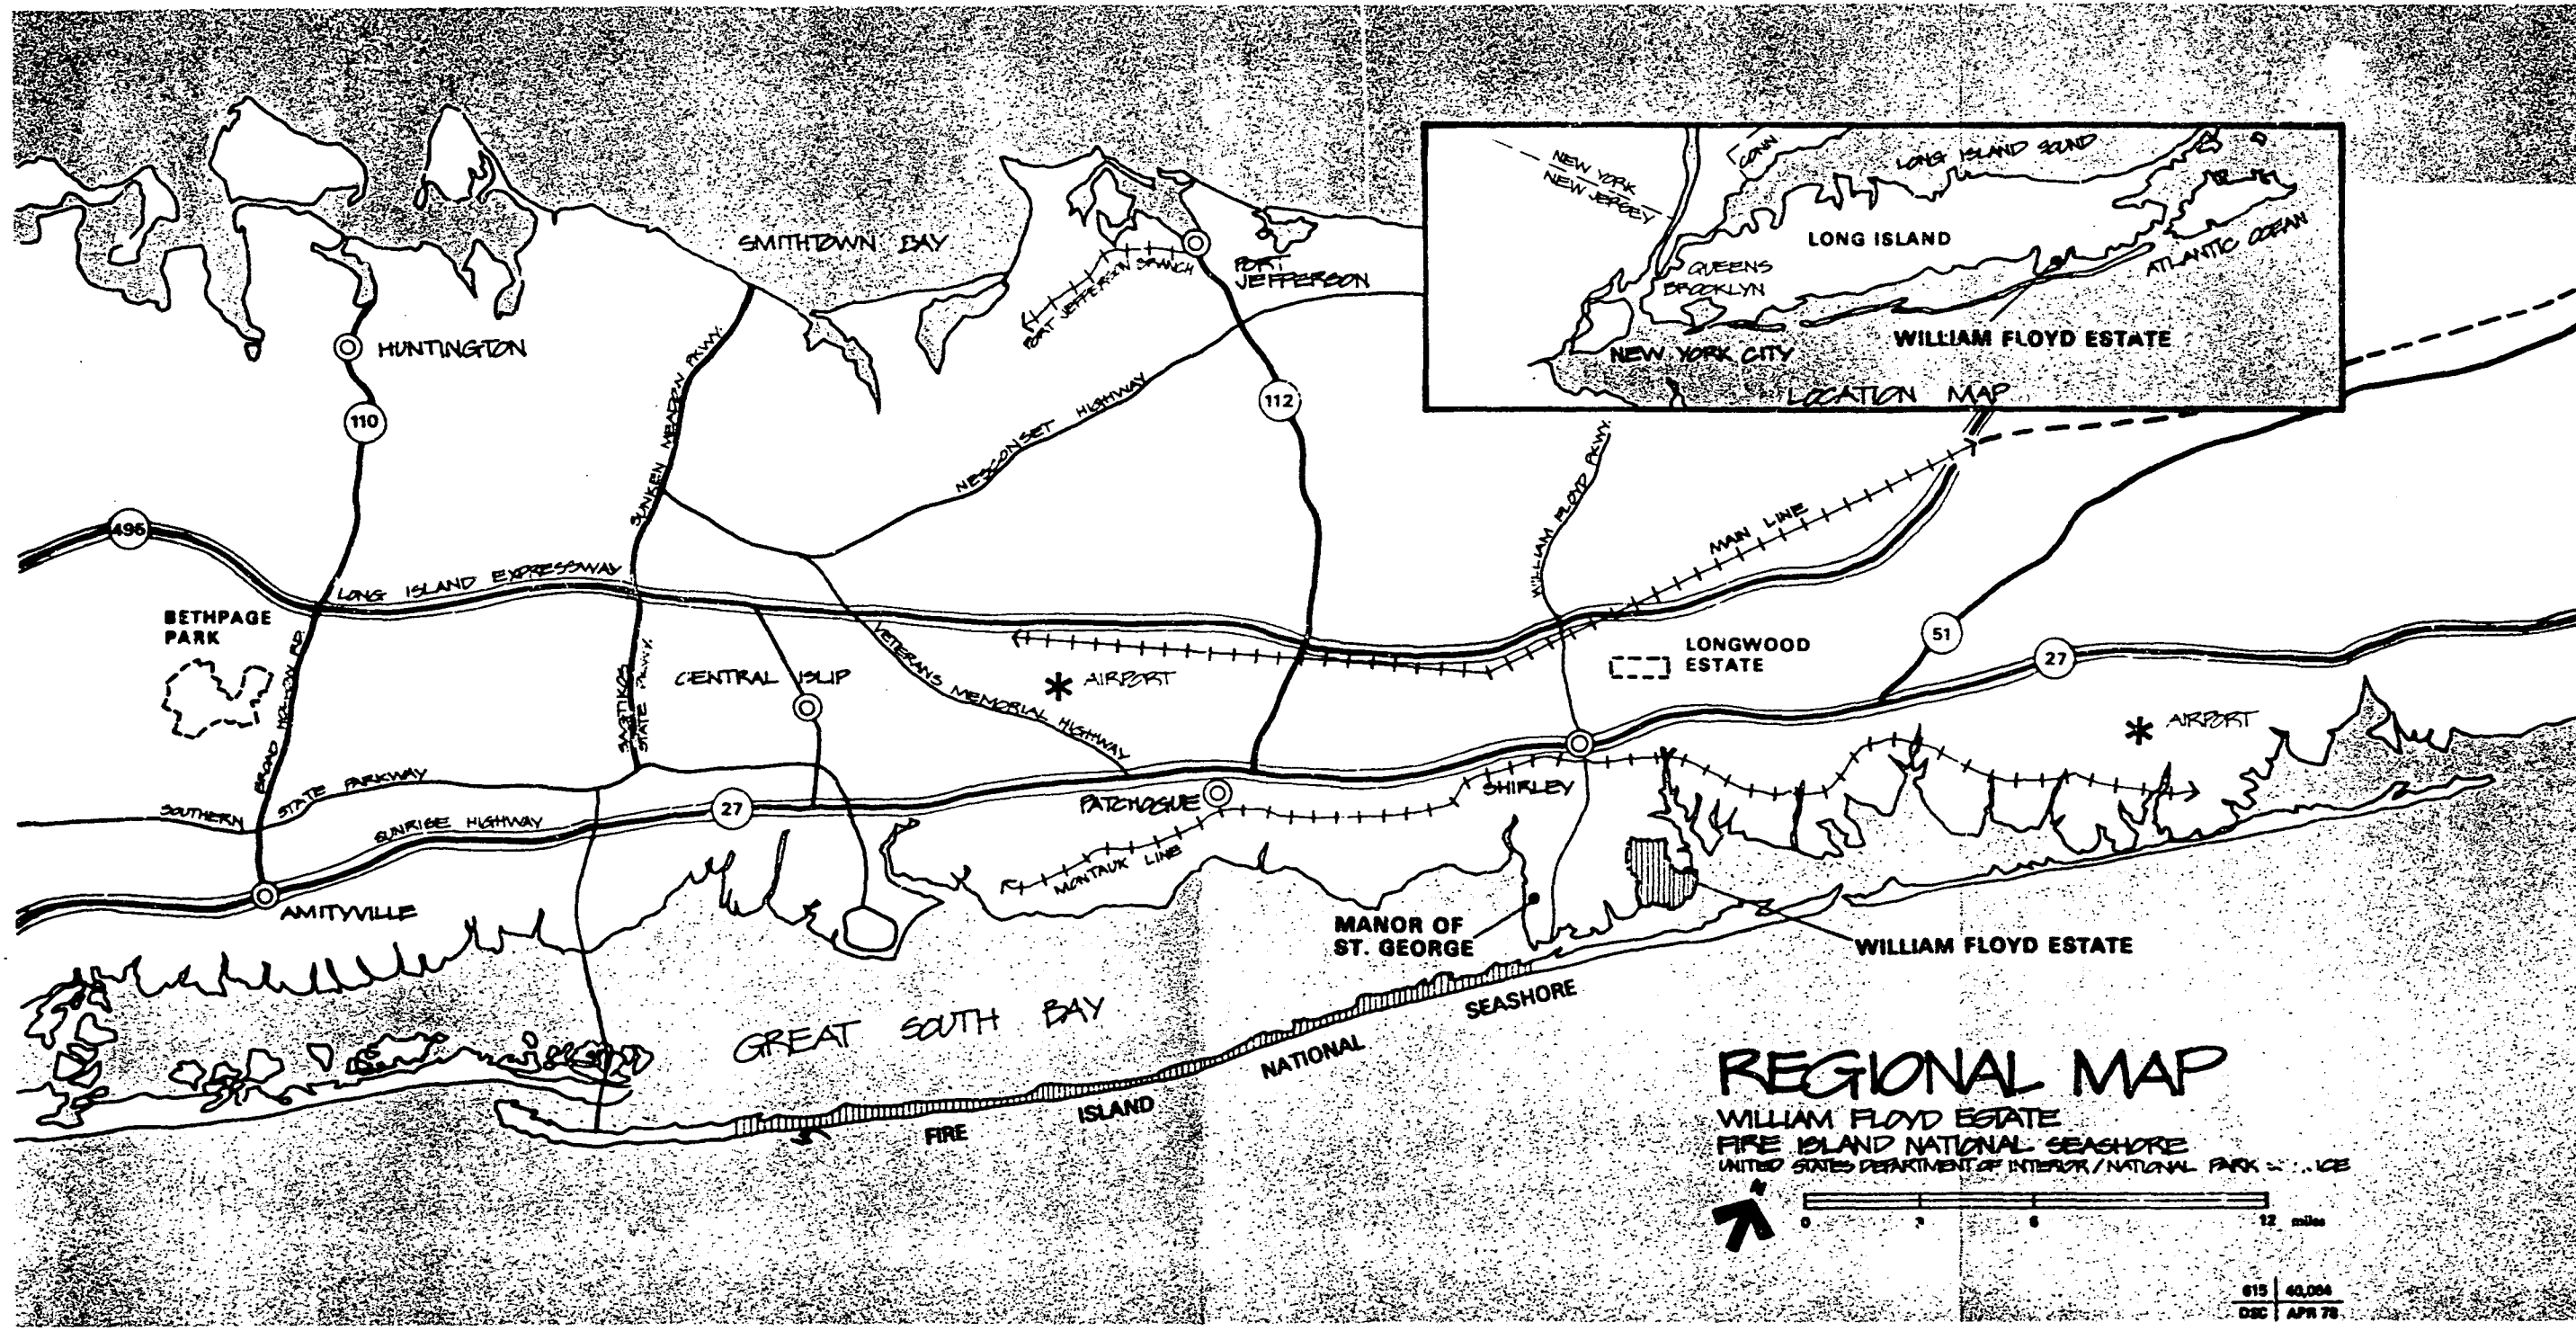 SMITHTOWN BAY
PORT JEFFERSON BRANCH
PORT
JEFFERSON
HUNTINGTON
110
SUNKEN MEADOW PKWY.
NESCONSET HIGHWAY
112
NEW YORK
NEW JERSEY
CONN
LONG ISLAND SOUND
LONG ISLAND
ATLANTIC OCEAN
QUEENS
BROOKLYN
WILLIAM FLOYD ESTATE
NEW YORK CITY
LOCATION MAP
WILLIAM FLOYD PKWY.
MAIN LINE
495
LONG ISLAND EXPRESSWAY
BETHPAGE
PARK
BROAD HOLLOW RD.
SAGTIKOS
STATE PKWY.
CENTRAL ISLIP
VETERANS MEMORIAL HIGHWAY
AIRPORT
LONGWOOD
ESTATE
51
27
AIRPORT
SOUTHERN STATE PARKWAY
SUNRISE HIGHWAY
27
PATCHOGUE
SHIRLEY
MONTAUK LINE
AMITYVILLE
MANOR OF
ST. GEORGE
WILLIAM FLOYD ESTATE
GREAT SOUTH BAY
FIRE ISLAND NATIONAL SEASHORE
REGIONAL MAP
WILLIAM FLOYD ESTATE
FIRE ISLAND NATIONAL SEASHORE
UNITED STATES DEPARTMENT OF INTERIOR / NATIONAL PARK
N
0 6 12 miles
615 40,084
DSC APR 78